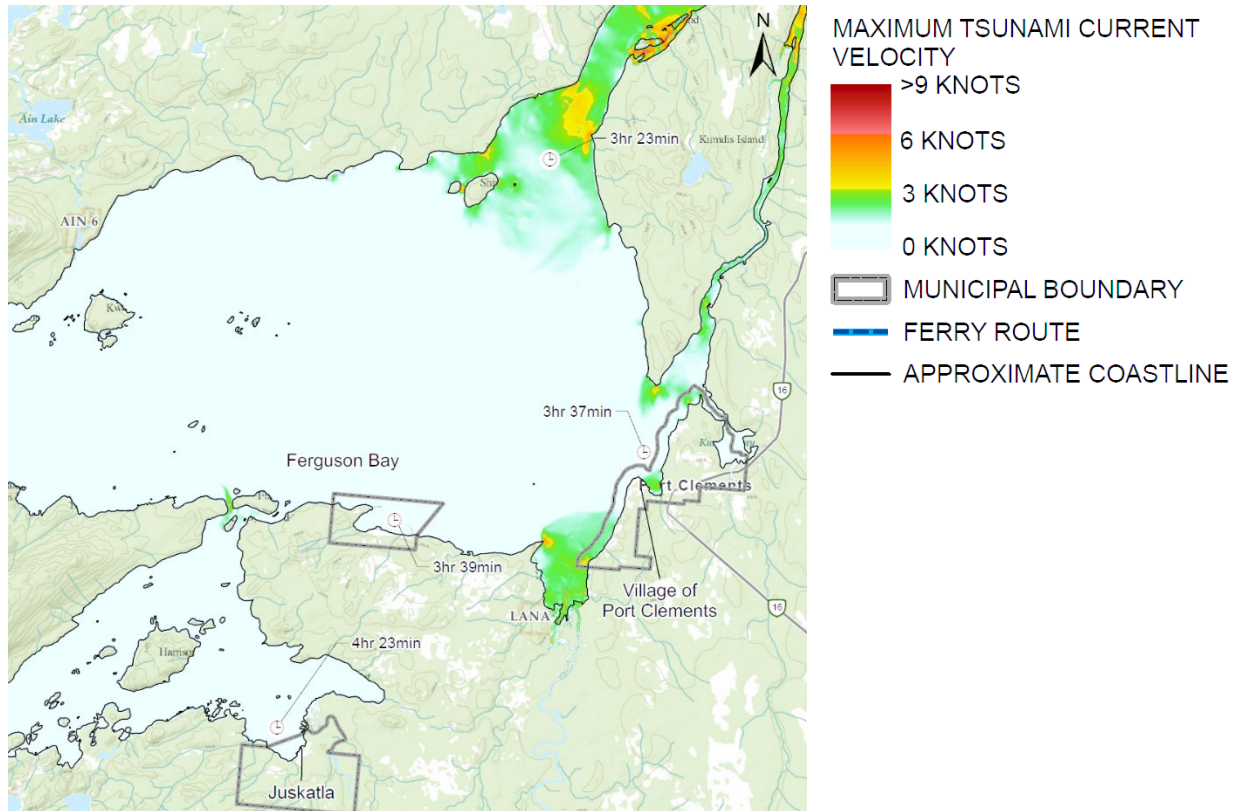 N
Ain Lake
Kumdis Island
3hr 23min
AIN 6
3hr 37min
Ferguson Bay
3hr 39min
Village of
Port Clements
LANA
4hr 23min
Juskatla
16
16
MAXIMUM TSUNAMI CURRENT
VELOCITY
>9 KNOTS
6 KNOTS
3 KNOTS
0 KNOTS
MUNICIPAL BOUNDARY
FERRY ROUTE
APPROXIMATE COASTLINE